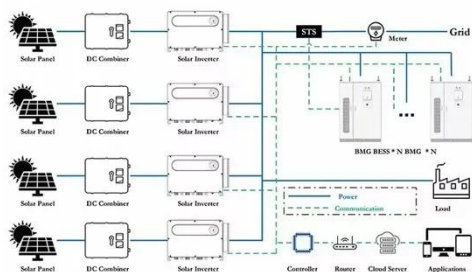 STS
Meter
Grid
Solar Panel
DC Combiner
Solar Inverter
Solar Panel
DC Combiner
Solar Inverter
BMG BESS * N BMG * N
Solar Panel
DC Combiner
Solar Inverter
Power
Communication
Load
Solar Panel
DC Combiner
Solar Inverter
Controller
Router
Cloud Server
Applications